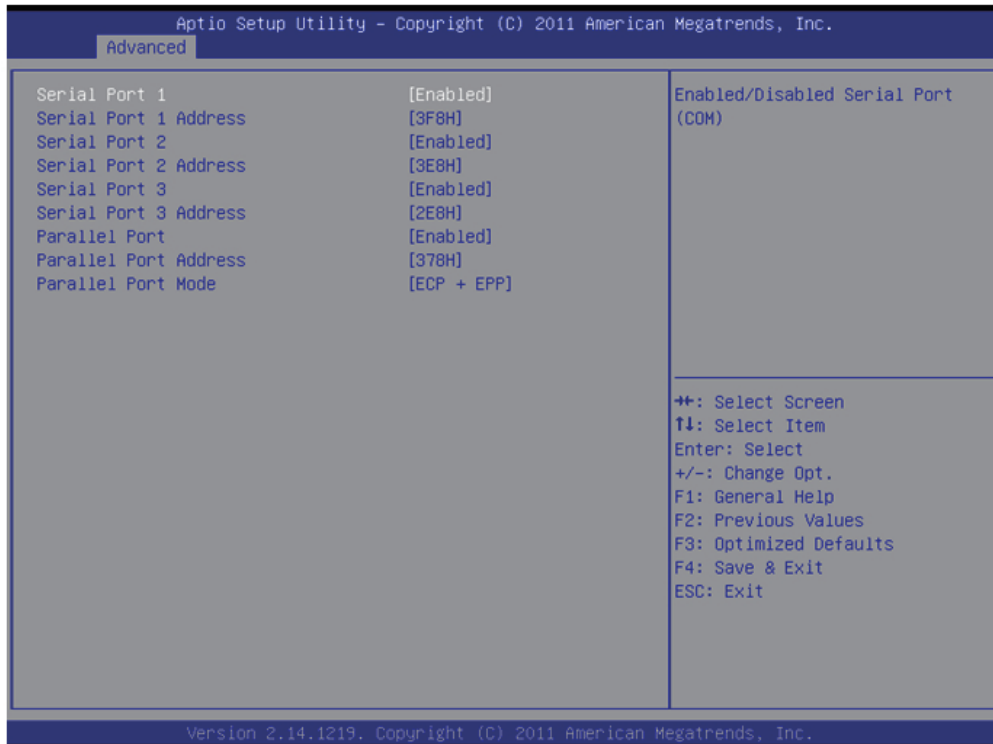 Aptio Setup Utility – Copyright (C) 2011 American Megatrends, Inc.
Advanced
Serial Port 1 [Enabled]
Serial Port 1 Address [3F8H]
Serial Port 2 [Enabled]
Serial Port 2 Address [3E8H]
Serial Port 3 [Enabled]
Serial Port 3 Address [2E8H]
Parallel Port [Enabled]
Parallel Port Address [378H]
Parallel Port Mode [ECP + EPP]
Enabled/Disabled Serial Port
(COM)
→←: Select Screen
↑↓: Select Item
Enter: Select
+/-: Change Opt.
F1: General Help
F2: Previous Values
F3: Optimized Defaults
F4: Save & Exit
ESC: Exit
Version 2.14.1219. Copyright (C) 2011 American Megatrends, Inc.